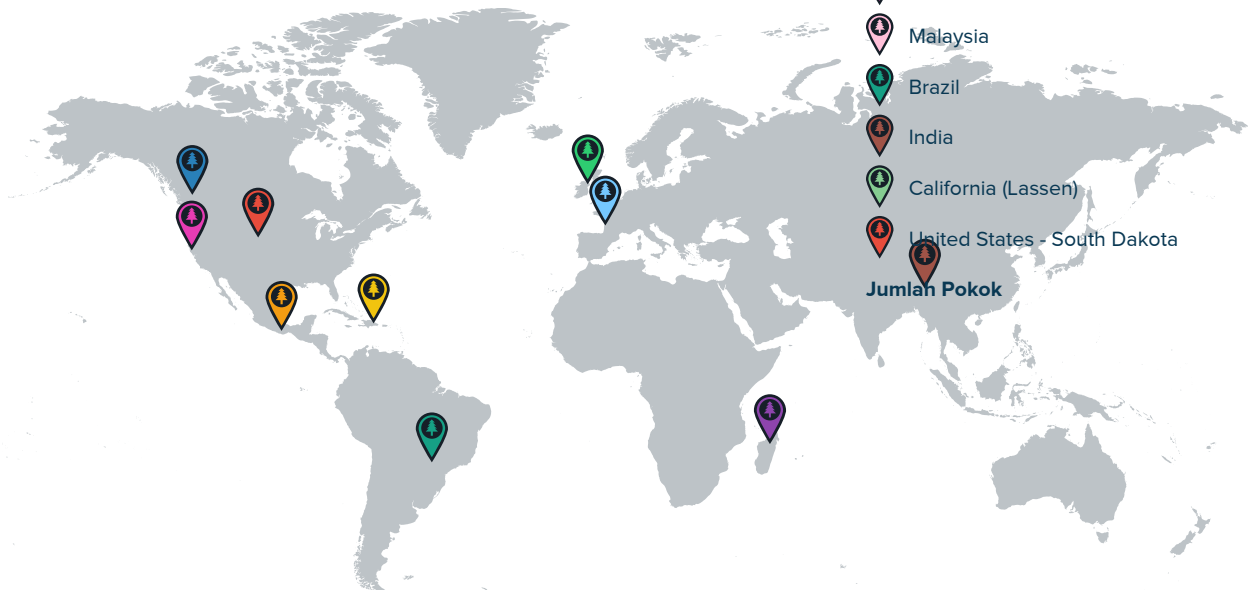 Malaysia
Brazil
India
California (Lassen)
United States - South Dakota
Jumlah Pokok